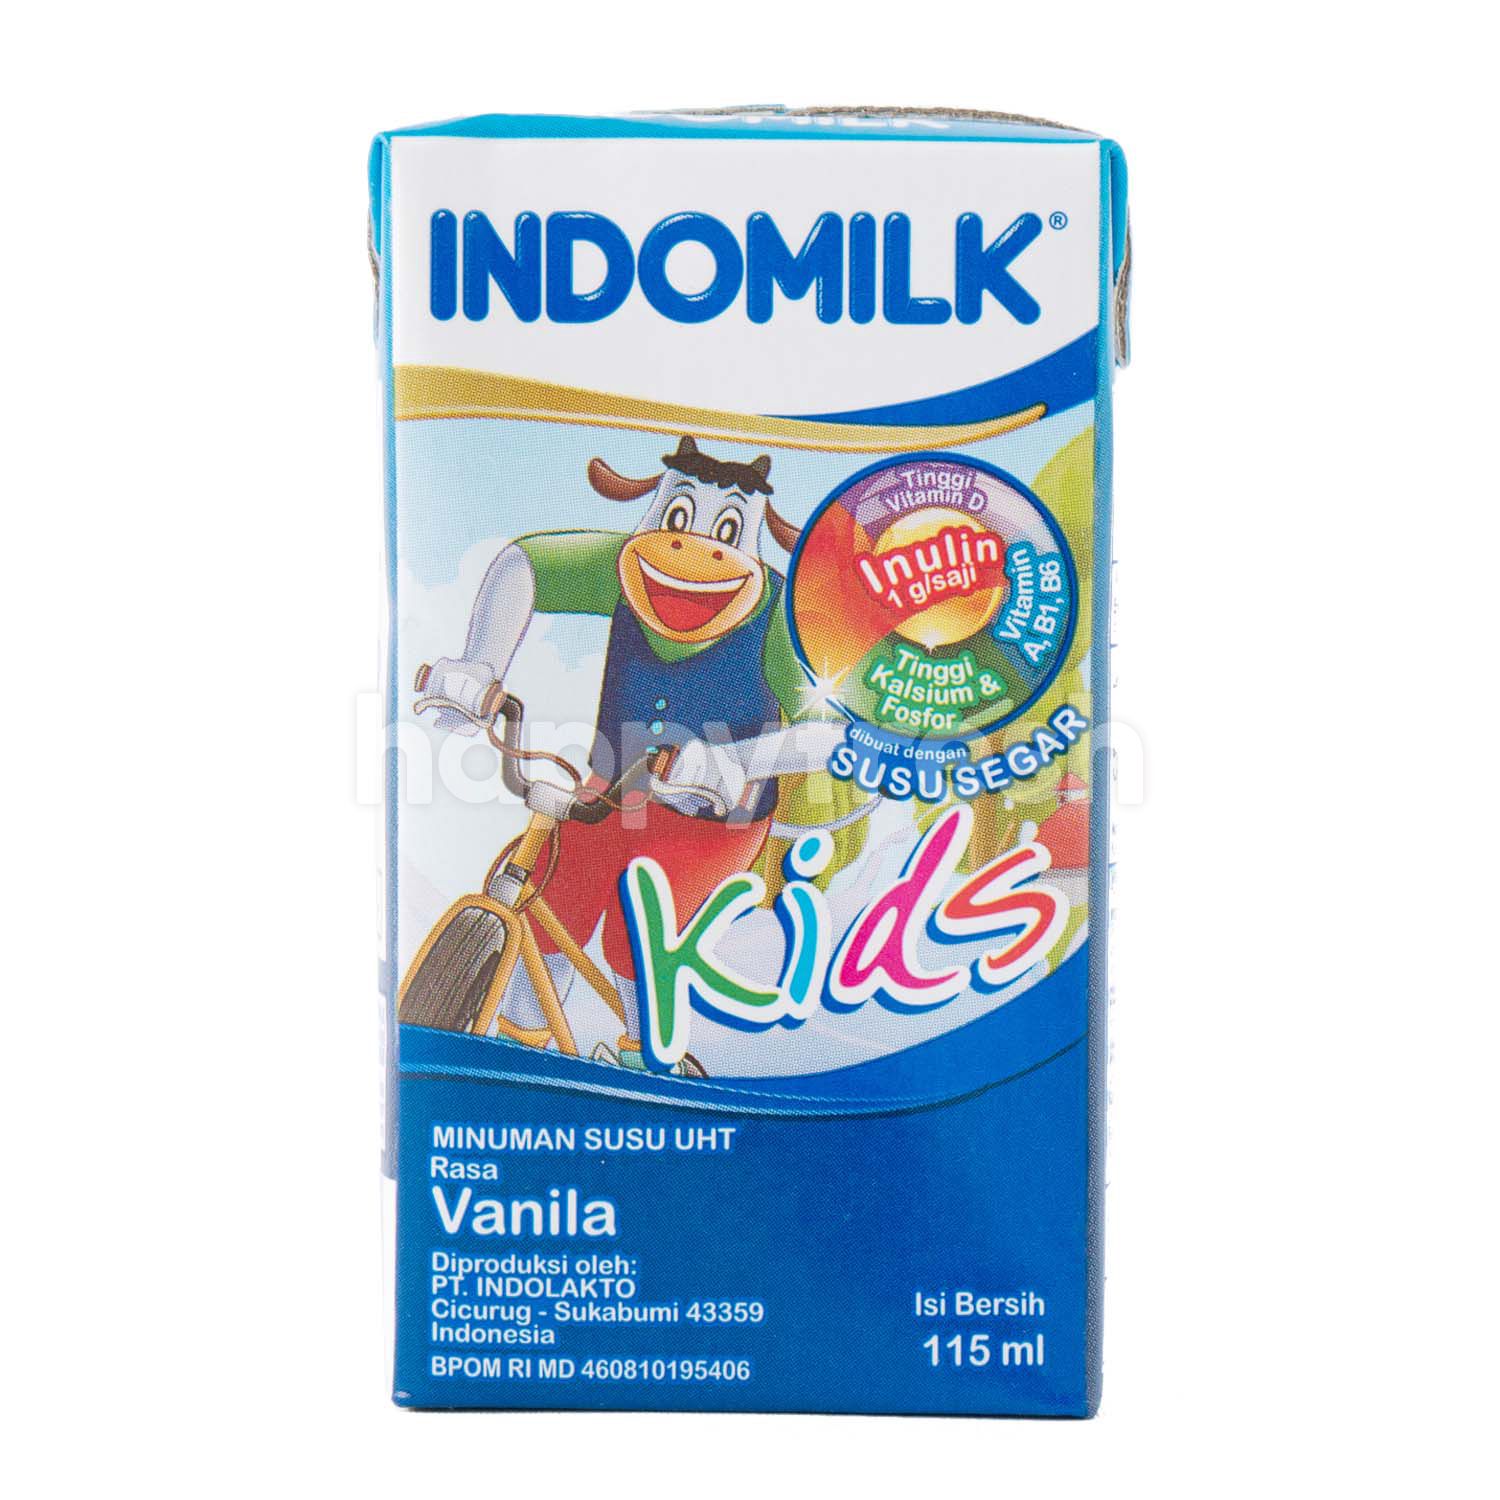 INDOMILK®
Tinggi
Vitamin D
Inulin
1 g/saji
Vitamin
A, B1, B6
Tinggi
Kalsium &
Fosfor
dibuat dengan
SUSU SEGAR
happyfresh
Kids
MINUMAN SUSU UHT
Rasa
Vanila
Diproduksi oleh:
PT. INDOLAKTO
Cicurug - Sukabumi 43359
Indonesia
BPOM RI MD 460810195406
Isi Bersih
115 ml